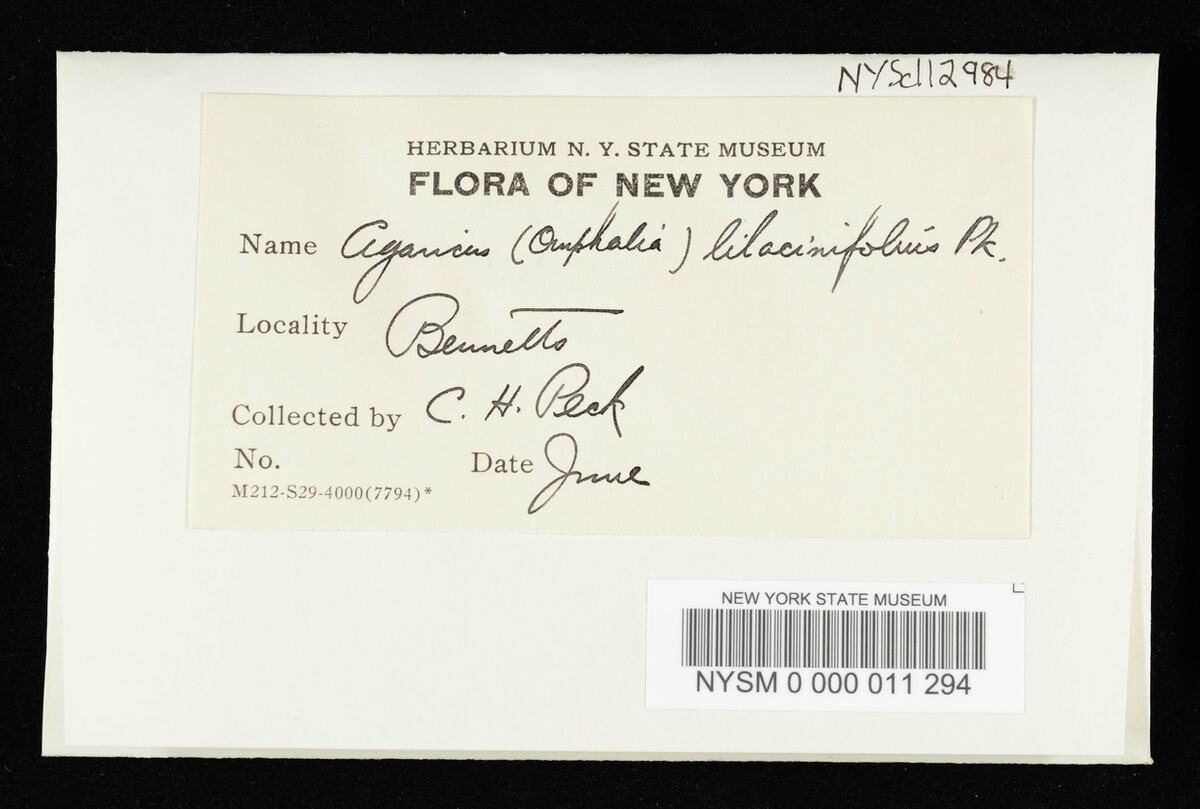 NYSd12984
HERBARIUM N. Y. STATE MUSEUM
FLORA OF NEW YORK
Name Agaricus (Omphalia) lilacinifolius Pk.
Locality Bennetts
Collected by C. H. Peck
No. Date June
M212-S29-4000(7794)*
NEW YORK STATE MUSEUM
NYSM 0 000 011 294